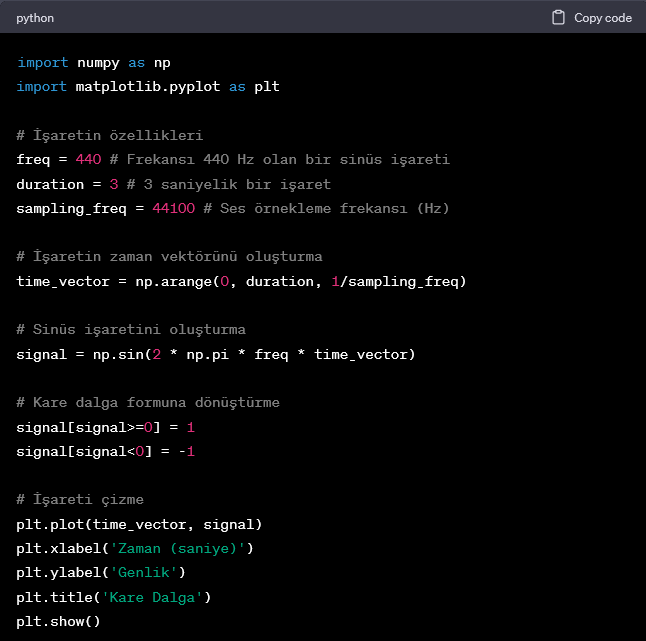 python
Copy code
import numpy as np
import matplotlib.pyplot as plt
# İşaretin özellikleri
freq = 440 # Frekansı 440 Hz olan bir sinüs işareti
duration = 3 # 3 saniyelik bir işaret
sampling_freq = 44100 # Ses örnekleme frekansı (Hz)
# İşaretin zaman vektörünü oluşturma
time_vector = np.arange(0, duration, 1/sampling_freq)
# Sinüs işaretini oluşturma
signal = np.sin(2 * np.pi * freq * time_vector)
# Kare dalga formuna dönüştürme
signal[signal>=0] = 1
signal[signal<0] = -1
# İşareti çizme
plt.plot(time_vector, signal)
plt.xlabel('Zaman (saniye)')
plt.ylabel('Genlik')
plt.title('Kare Dalga')
plt.show()